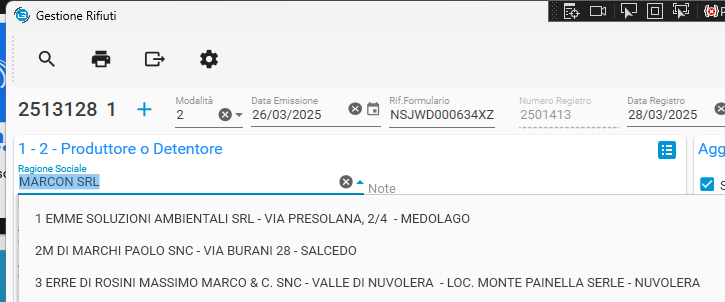 Gestione Rifiuti
2513128 1
Modalità
2
Data Emissione
26/03/2025
Rif.Formulario
NSJWD000634XZ
Numero Registro
2501413
Data Registro
28/03/2025
1 - 2 - Produttore o Detentore
Agg
Ragione Sociale
MARCON SRL
Note
1 EMME SOLUZIONI AMBIENTALI SRL - VIA PRESOLANA, 2/4 - MEDOLAGO
2M DI MARCHI PAOLO SNC - VIA BURANI 28 - SALCEDO
3 ERRE DI ROSINI MASSIMO MARCO & C. SNC - VALLE DI NUVOLERA - LOC. MONTE PAINELLA SERLE - NUVOLERA